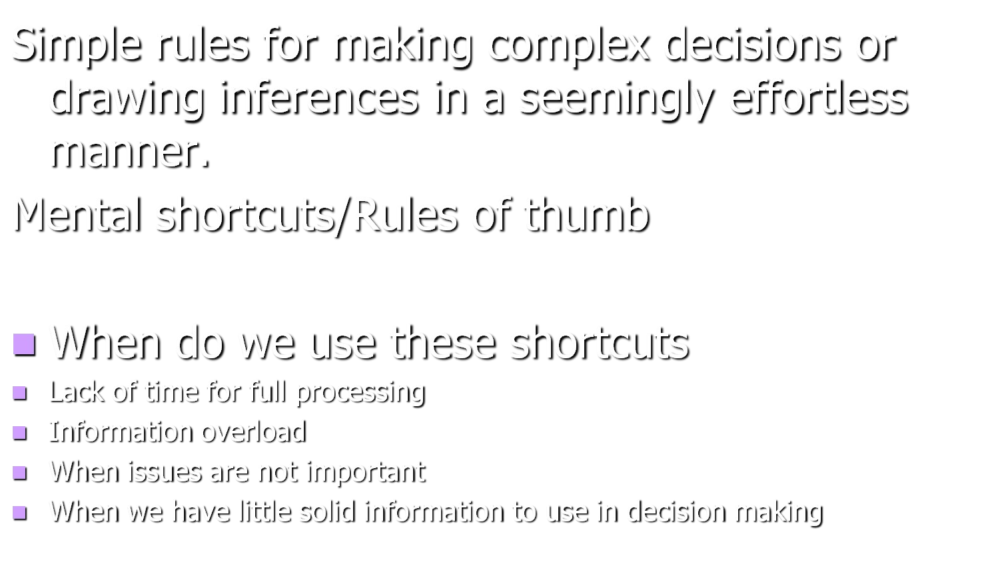 Simple rules for making complex decisions or
drawing inferences in a seemingly effortless
manner.
Mental shortcuts/Rules of thumb
When do we use these shortcuts
Lack of time for full processing
Information overload
When issues are not important
When we have little solid information to use in decision making